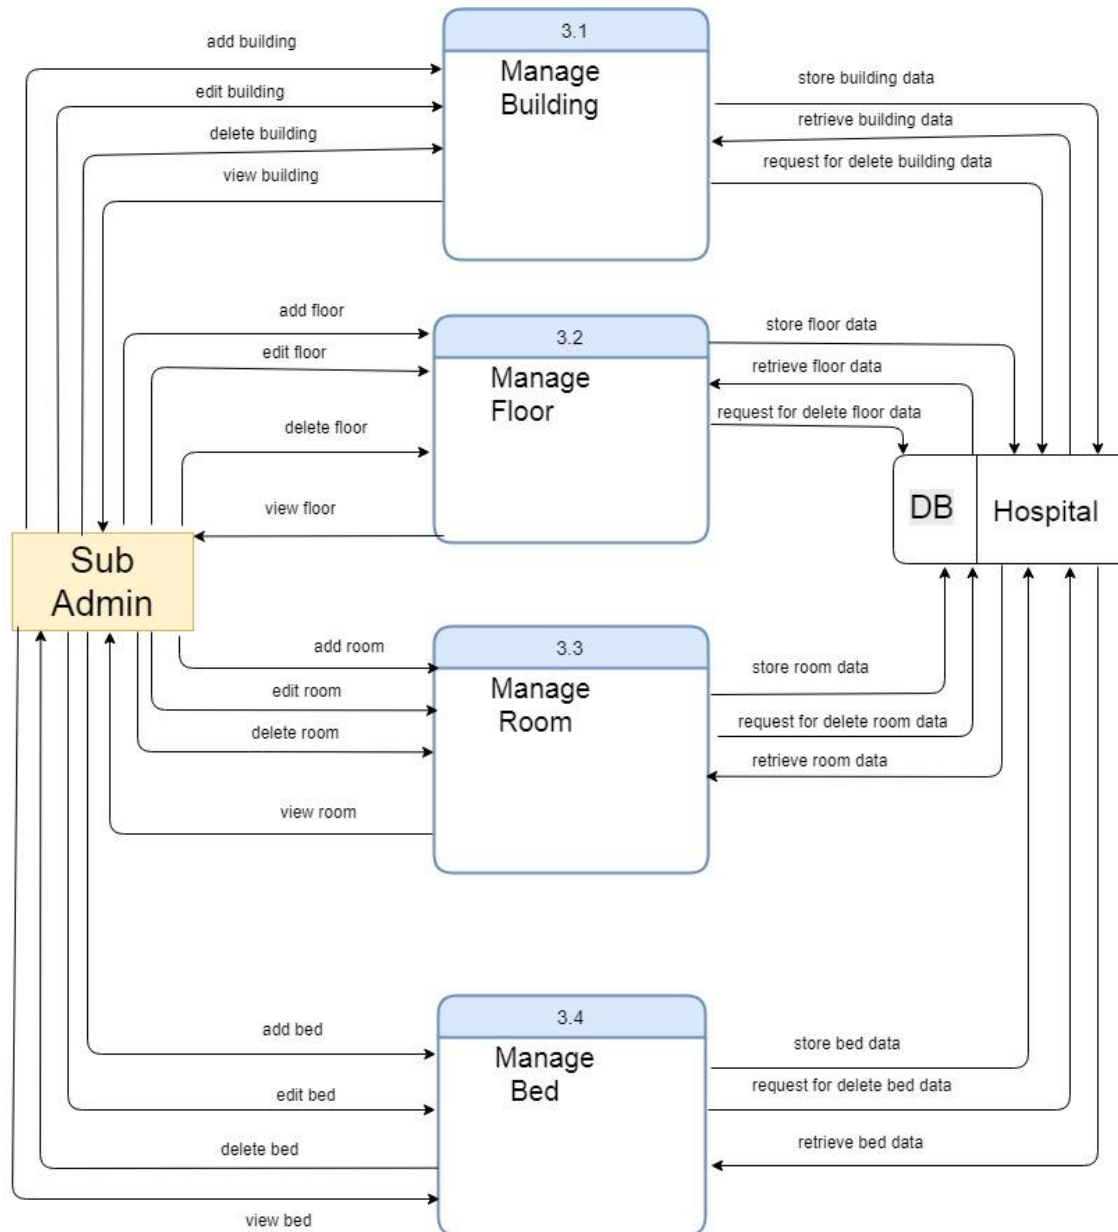 3.1
Manage
Building
add building
edit building
delete building
view building
store building data
retrieve building data
request for delete building data
3.2
Manage
Floor
add floor
edit floor
delete floor
view floor
store floor data
retrieve floor data
request for delete floor data
DB
Hospital
Sub
Admin
3.3
Manage
Room
add room
edit room
delete room
view room
store room data
request for delete room data
retrieve room data
3.4
Manage
Bed
add bed
edit bed
delete bed
view bed
store bed data
request for delete bed data
retrieve bed data